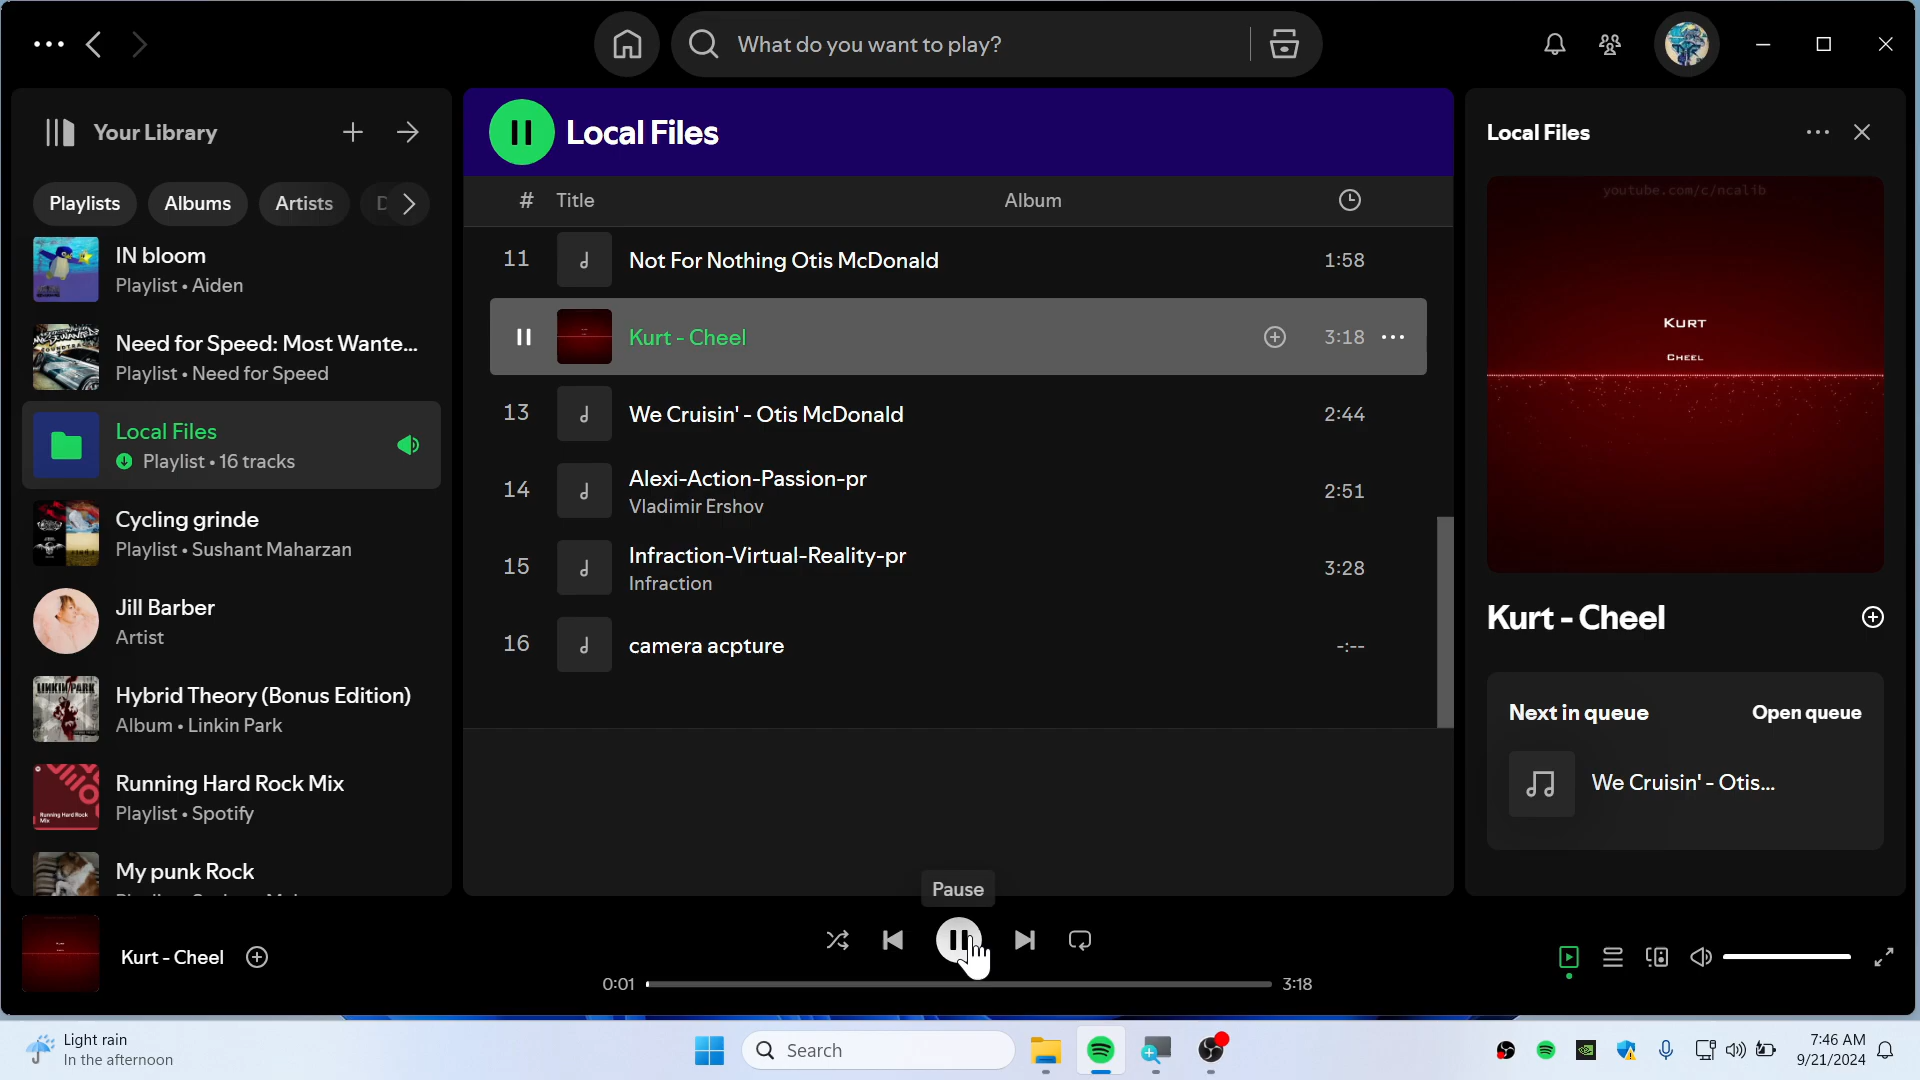 What do you want to play?
Your Library
Playlists
Albums
Artists
D
IN bloom
Playlist • Aiden
Need for Speed: Most Wante...
Playlist • Need for Speed
Local Files
Playlist • 16 tracks
Cycling grinde
Playlist • Sushant Maharzan
Jill Barber
Artist
LINKIN PARK
Hybrid Theory (Bonus Edition)
Album • Linkin Park
Running Hard Rock Mix
Running Hard Rock Mix
Playlist • Spotify
My punk Rock
Local Files
# Title Album
11 Not For Nothing Otis McDonald 1:58
Kurt - Cheel 3:18
13 We Cruisin' - Otis McDonald 2:44
14 Alexi-Action-Passion-pr 2:51
Vladimir Ershov
15 Infraction-Virtual-Reality-pr 3:28
Infraction
16 camera acpture -:--
Local Files
youtube.com/c/ncalib
KURT
CHEEL
Kurt - Cheel
Next in queue Open queue
We Cruisin' - Otis...
Pause
Kurt - Cheel
0:01 3:18
Light rain
In the afternoon
Search
7:46 AM
9/21/2024